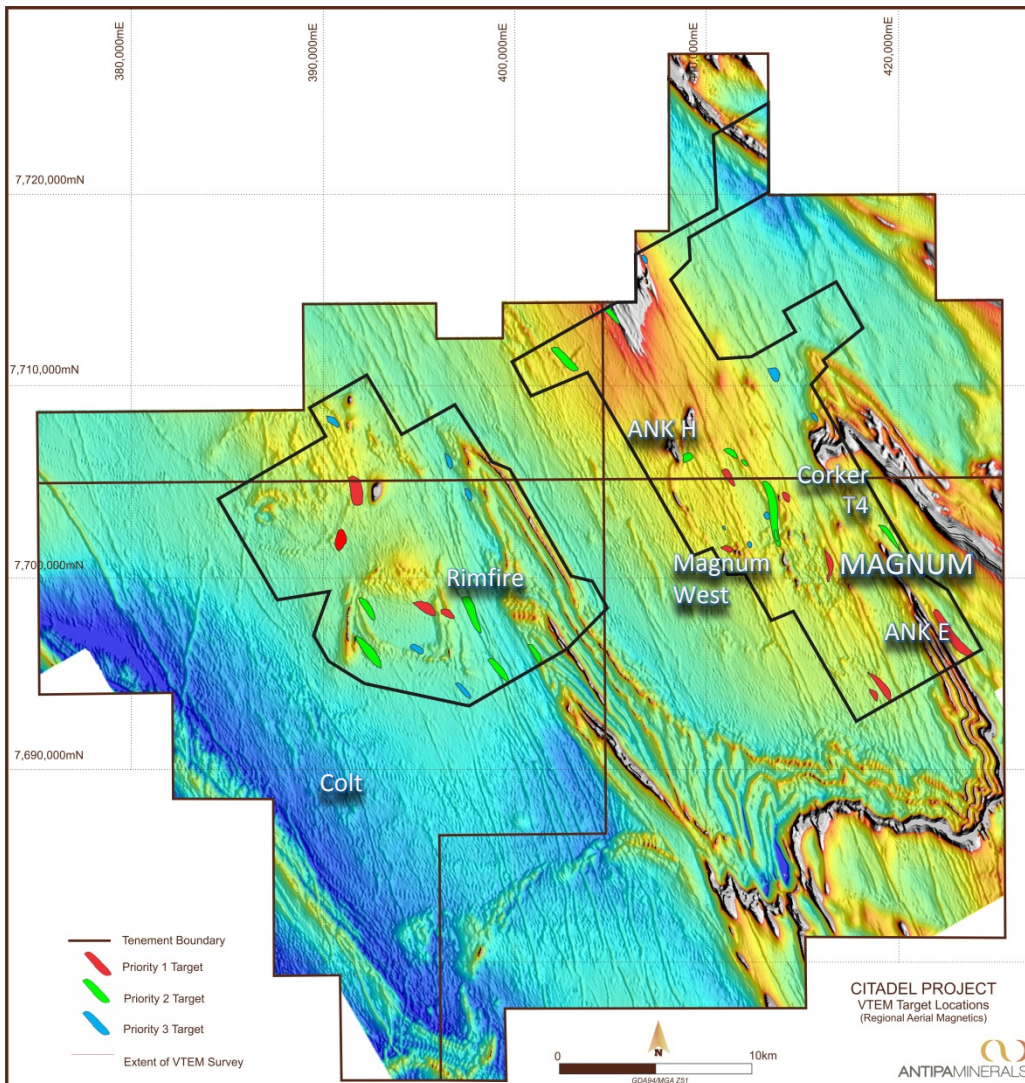 380,000mE
390,000mE
400,000mE
410,000mE
420,000mE
7,720,000mN
7,710,000mN
7,700,000mN
7,690,000mN
ANK H
Corker
T4
Magnum
West
MAGNUM
ANK E
Rimfire
Colt
Tenement Boundary
Priority 1 Target
Priority 2 Target
Priority 3 Target
Extent of VTEM Survey
N
0
10km
GDA94/MGA Z51
CITADEL PROJECT
VTEM Target Locations
(Regional Aerial Magnetics)
ANTIPAMINERALS